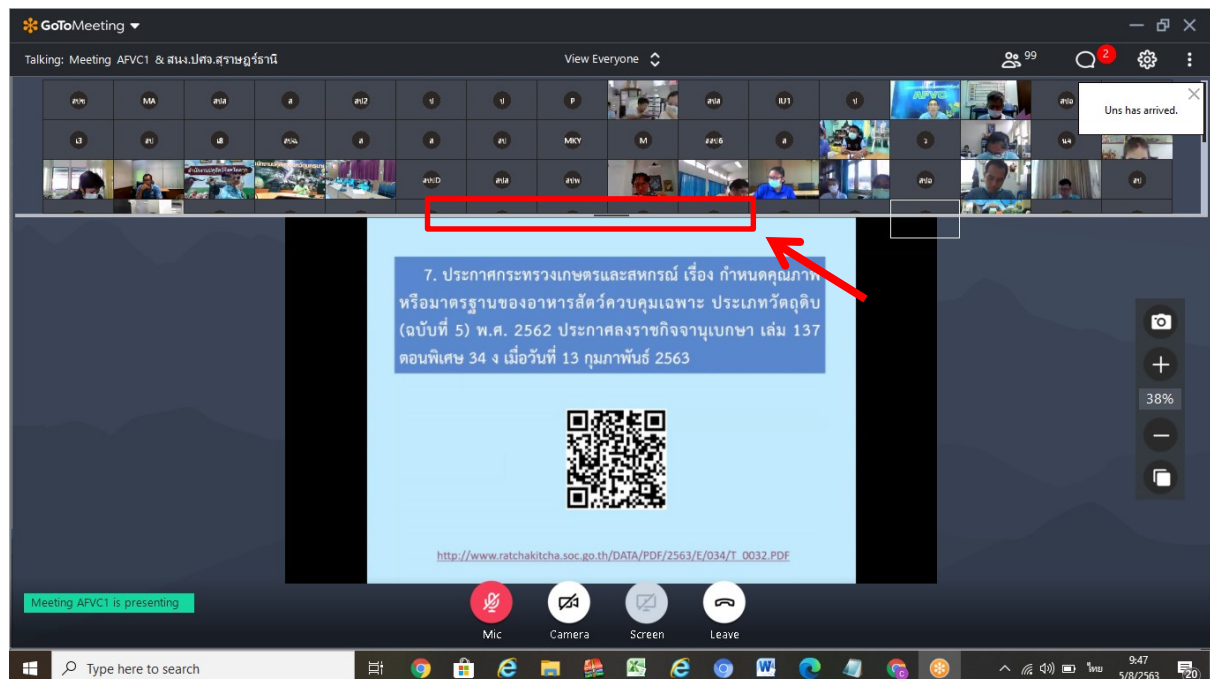 GoToMeeting
Talking: Meeting AFVC1 & สนง.ปศจ.สุราษฎร์ธานี
View Everyone
99
2
MA
ส
P
IU1
Uns has arrived.
MKY
M
AFVC
7. ประกาศกระทรวงเกษตรและสหกรณ์ เรื่อง กำหนดคุณภาพ
หรือมาตรฐานของอาหารสัตว์ควบคุมเฉพาะ ประเภทวัตถุดิบ
(ฉบับที่ 5) พ.ศ. 2562 ประกาศลงราชกิจจานุเบกษา เล่ม 137
ตอนพิเศษ 34 ง เมื่อวันที่ 13 กุมภาพันธ์ 2563
38%
http://www.ratchakitcha.soc.go.th/DATA/PDF/2563/E/034/T_0032.PDF
Meeting AFVC1 is presenting
Mic
Camera
Screen
Leave
Type here to search
ไทย
9:47
5/8/2563
20